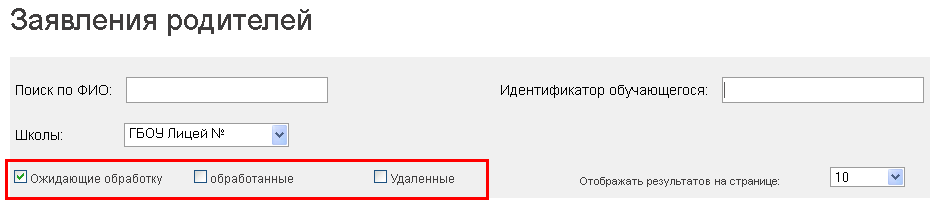 Заявления родителей
Поиск по ФИО: Идентификатор обучающегося:
Школы: ГБОУ Лицей №
Ожидающие обработку обработанные Удаленные Отображать результатов на странице: 10